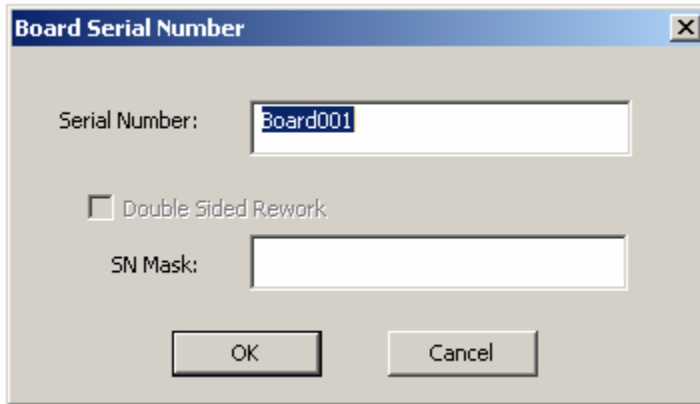 Board Serial Number
Serial Number: Board001
Double Sided Rework
SN Mask:
OK Cancel